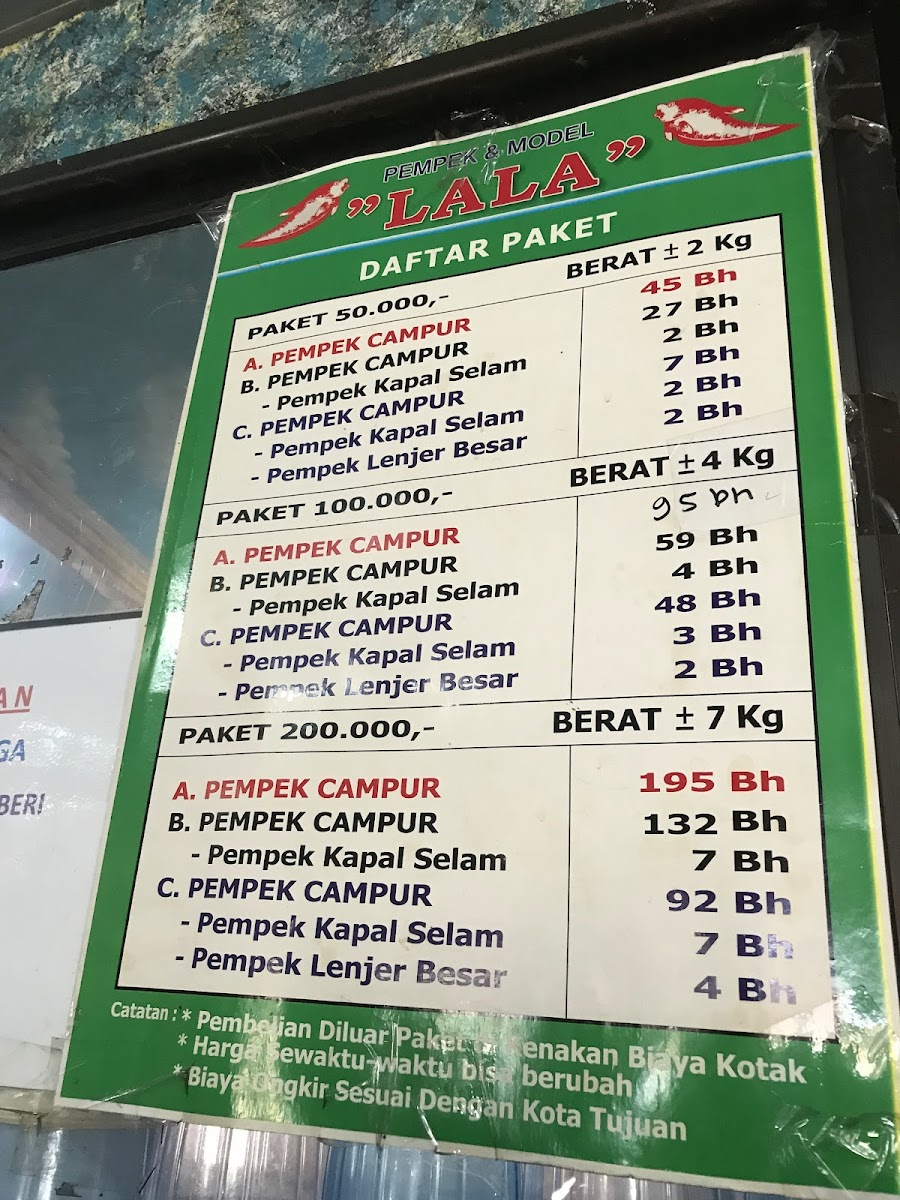 PEMPEK & MODEL
"LALA"
DAFTAR PAKET
PAKET 50.000,- BERAT ± 2 Kg
A. PEMPEK CAMPUR 45 Bh
B. PEMPEK CAMPUR 27 Bh
- Pempek Kapal Selam 2 Bh
C. PEMPEK CAMPUR 7 Bh
- Pempek Kapal Selam 2 Bh
- Pempek Lenjer Besar 2 Bh
PAKET 100.000,- BERAT ± 4 Kg
A. PEMPEK CAMPUR 95 bh
B. PEMPEK CAMPUR 59 Bh
- Pempek Kapal Selam 4 Bh
C. PEMPEK CAMPUR 48 Bh
- Pempek Kapal Selam 3 Bh
- Pempek Lenjer Besar 2 Bh
PAKET 200.000,- BERAT ± 7 Kg
A. PEMPEK CAMPUR 195 Bh
B. PEMPEK CAMPUR 132 Bh
- Pempek Kapal Selam 7 Bh
C. PEMPEK CAMPUR 92 Bh
- Pempek Kapal Selam 7 Bh
- Pempek Lenjer Besar 4 Bh
Catatan : * Pembelian Diluar Paket Kenakan Biaya Kotak
* Harga Sewaktu-waktu bisa berubah
* Biaya Ongkir Sesuai Dengan Kota Tujuan
AN
GA
BERI